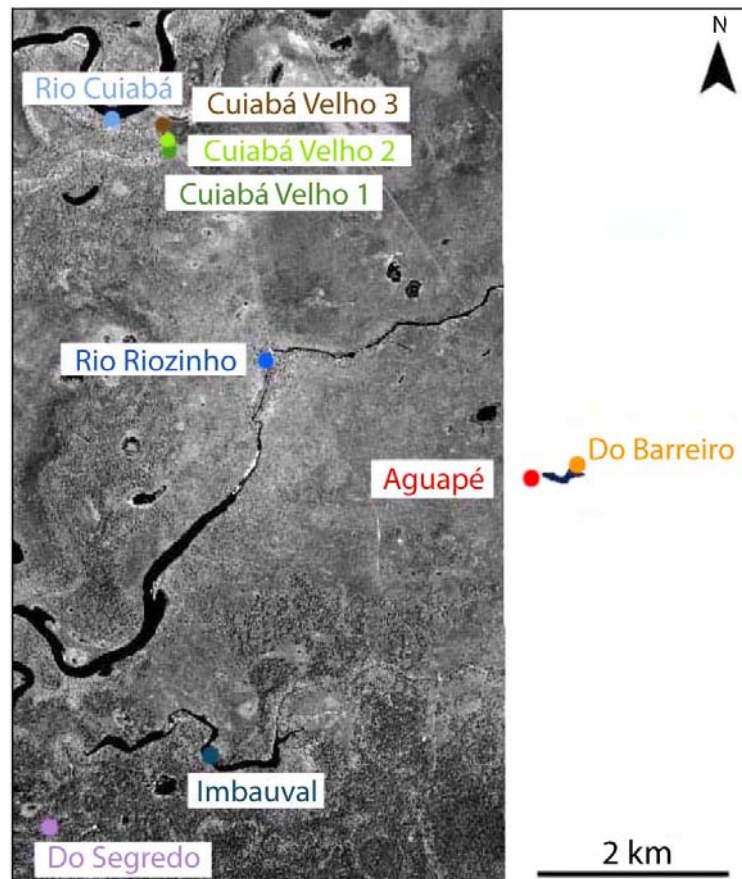 N
Rio Cuiabá
Cuiabá Velho 3
Cuiabá Velho 2
Cuiabá Velho 1
Rio Riozinho
Do Barreiro
Aguapé
Imbauval
Do Segredo
2 km